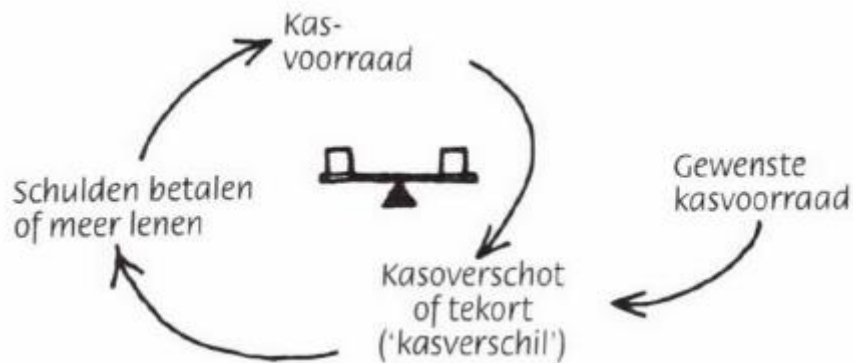 Kas-
voorraad
Schulden betalen
of meer lenen
Gewenste
kasvoorraad
Kasoverschot
of tekort
('kasverschil')